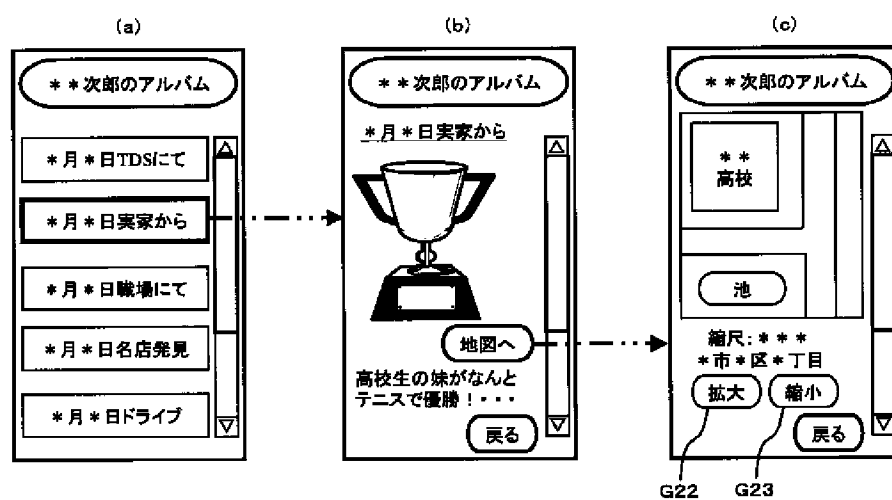 (a)
**次郎のアルバム
*月*日TDSにて
*月*日実家から
*月*日職場にて
*月*日名店発見
*月*日ドライブ
(b)
**次郎のアルバム
*月*日実家から
地図へ
高校生の妹がなんと
テニスで優勝!・・・
戻る
(c)
**次郎のアルバム
**
高校
池
縮尺:***
*市*区*丁目
拡大
縮小
戻る
G22
G23